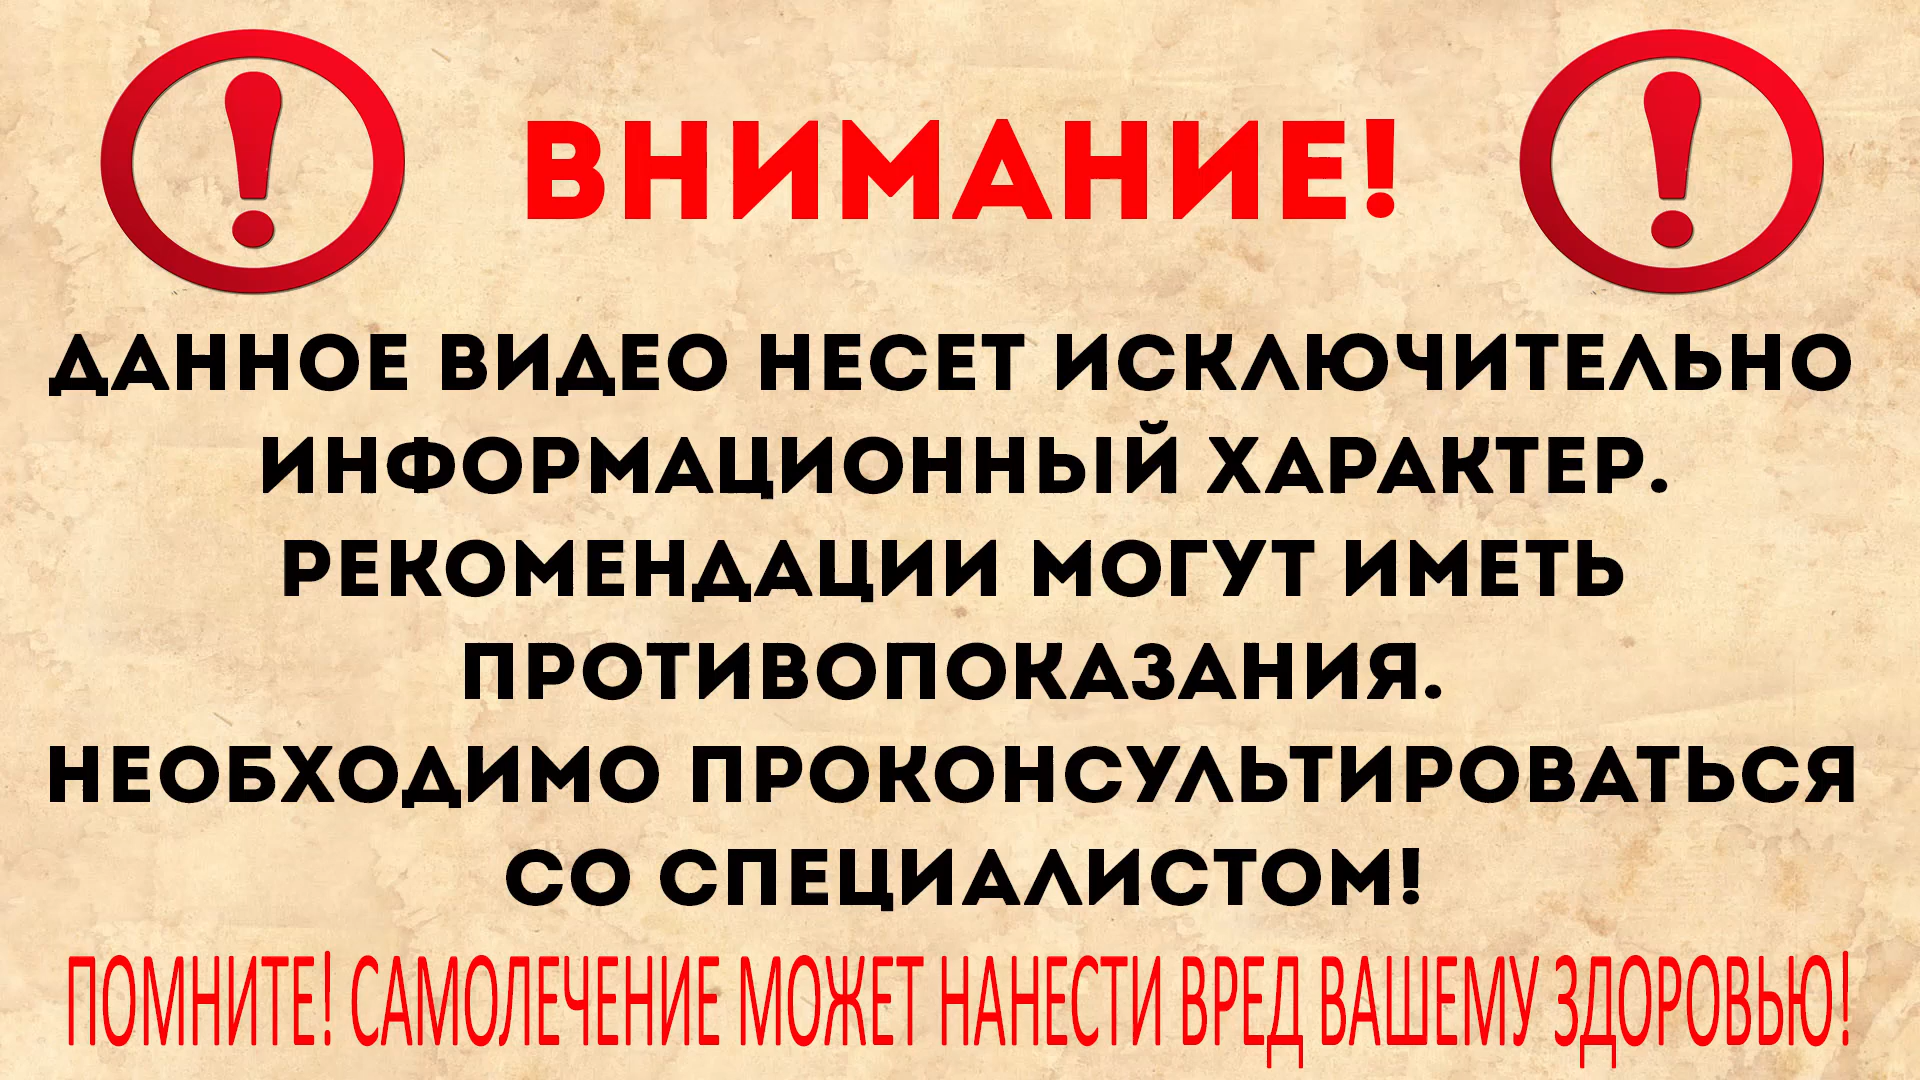 ВНИМАНИЕ!
ДАННОЕ ВИДЕО НЕСЕТ ИСКЛЮЧИТЕЛЬНО
ИНФОРМАЦИОННЫЙ ХАРАКТЕР.
РЕКОМЕНДАЦИИ МОГУТ ИМЕТЬ
ПРОТИВОПОКАЗАНИЯ.
НЕОБХОДИМО ПРОКОНСУЛЬТИРОВАТЬСЯ
СО СПЕЦИАЛИСТОМ!
ПОМНИТЕ! САМОЛЕЧЕНИЕ МОЖЕТ НАНЕСТИ ВРЕД ВАШЕМУ ЗДОРОВЬЮ!